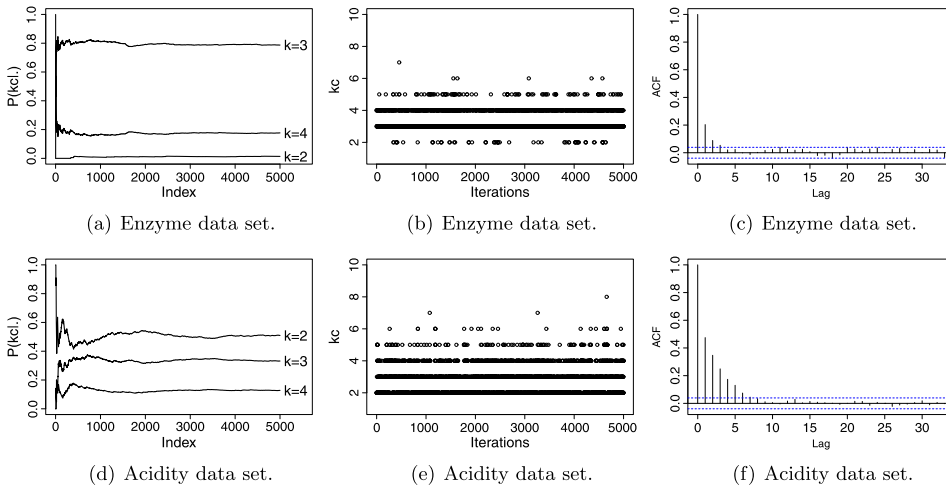 P(kcl.)
1.0
0.8
0.6
0.4
0.2
0.0
k=3
k=4
k=2
0 1000 2000 3000 4000 5000
Index
(a) Enzyme data set.
kc
10
8
6
4
2
0 1000 2000 3000 4000 5000
Iterations
(b) Enzyme data set.
ACF
1.0
0.8
0.6
0.4
0.2
0.0
0 5 10 15 20 25 30
Lag
(c) Enzyme data set.
P(kcl.)
1.0
0.8
0.6
0.4
0.2
0.0
k=2
k=3
k=4
0 1000 2000 3000 4000 5000
Index
(d) Acidity data set.
kc
10
8
6
4
2
0 1000 2000 3000 4000 5000
Iterations
(e) Acidity data set.
ACF
1.0
0.8
0.6
0.4
0.2
0.0
0 5 10 15 20 25 30
Lag
(f) Acidity data set.